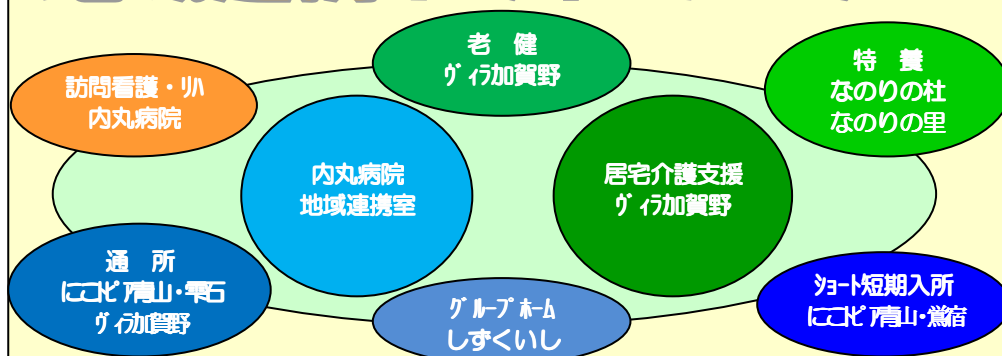 老　健
ヴィラ加賀野
特　養
なのりの杜
なのりの里
訪問看護・リハ
内丸病院
内丸病院
地域連携室
居宅介護支援
ヴィラ加賀野
通　所
にこにこピア青山・雫石
ヴィラ加賀野
グループホーム
しずくいし
ショート短期入所
にこにこピア青山・鶯宿